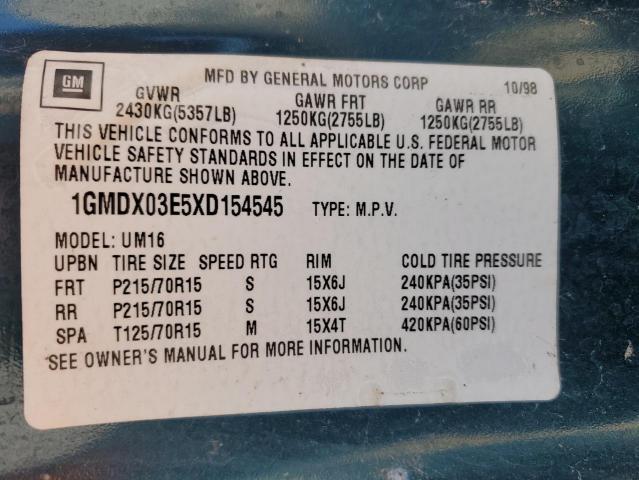 GM
MFD BY GENERAL MOTORS CORP 10/98
GVWR GAWR FRT GAWR RR
2430KG(5357LB) 1250KG(2755LB) 1250KG(2755LB)
THIS VEHICLE CONFORMS TO ALL APPLICABLE U.S. FEDERAL MOTOR
VEHICLE SAFETY STANDARDS IN EFFECT ON THE DATE OF
MANUFACTURE SHOWN ABOVE.
1GMDX03E5XD154545 TYPE: M.P.V.
MODEL: UM16
UPBN TIRE SIZE SPEED RTG RIM COLD TIRE PRESSURE
FRT P215/70R15 S 15X6J 240KPA(35PSI)
RR P215/70R15 S 15X6J 240KPA(35PSI)
SPA T125/70R15 M 15X4T 420KPA(60PSI)
SEE OWNER'S MANUAL FOR MORE INFORMATION.